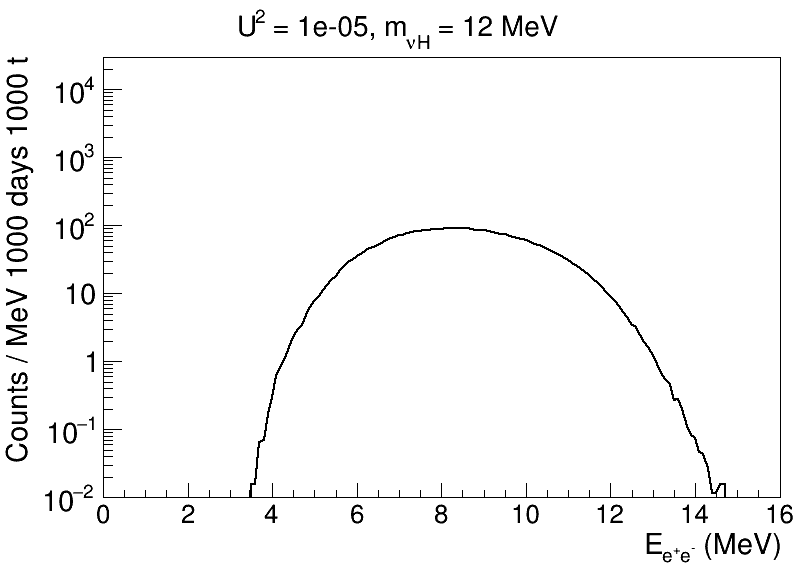 U² = 1e-05, m_νH = 12 MeV
Counts / MeV 1000 days 1000 t
10⁴
10³
10²
10
1
10⁻¹
10⁻²
0 2 4 6 8 10 12 14 16
E_e⁺e⁻ (MeV)